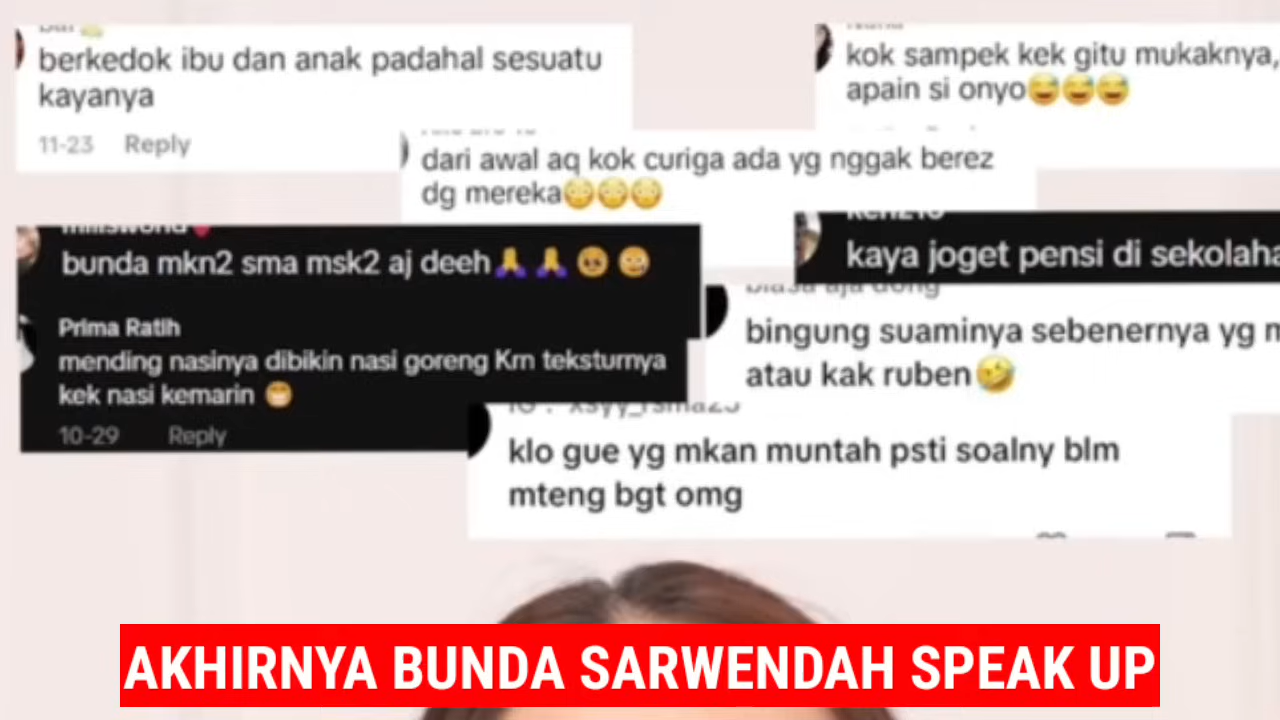 berkedok ibu dan anak padahal sesuatu
kayanya
11-23 Reply
kok sampek kek gitu mukaknya,
apain si onyo😅😅😅
dari awal aq kok curiga ada yg nggak berez
dg mereka😳😳😳
bunda mkn2 sma msk2 aj deeh
Prima Ratih
mending nasinya dibikin nasi goreng Krn teksturnya
kek nasi kemarin 😁
10-29 Reply
kaya joget pensi di sekolaha
biasa aja dong
bingung suaminya sebenernya yg m
atau kak ruben🤣
klo gue yg mkan muntah psti soalny blm
mteng bgt omg
AKHIRNYA BUNDA SARWENDAH SPEAK UP